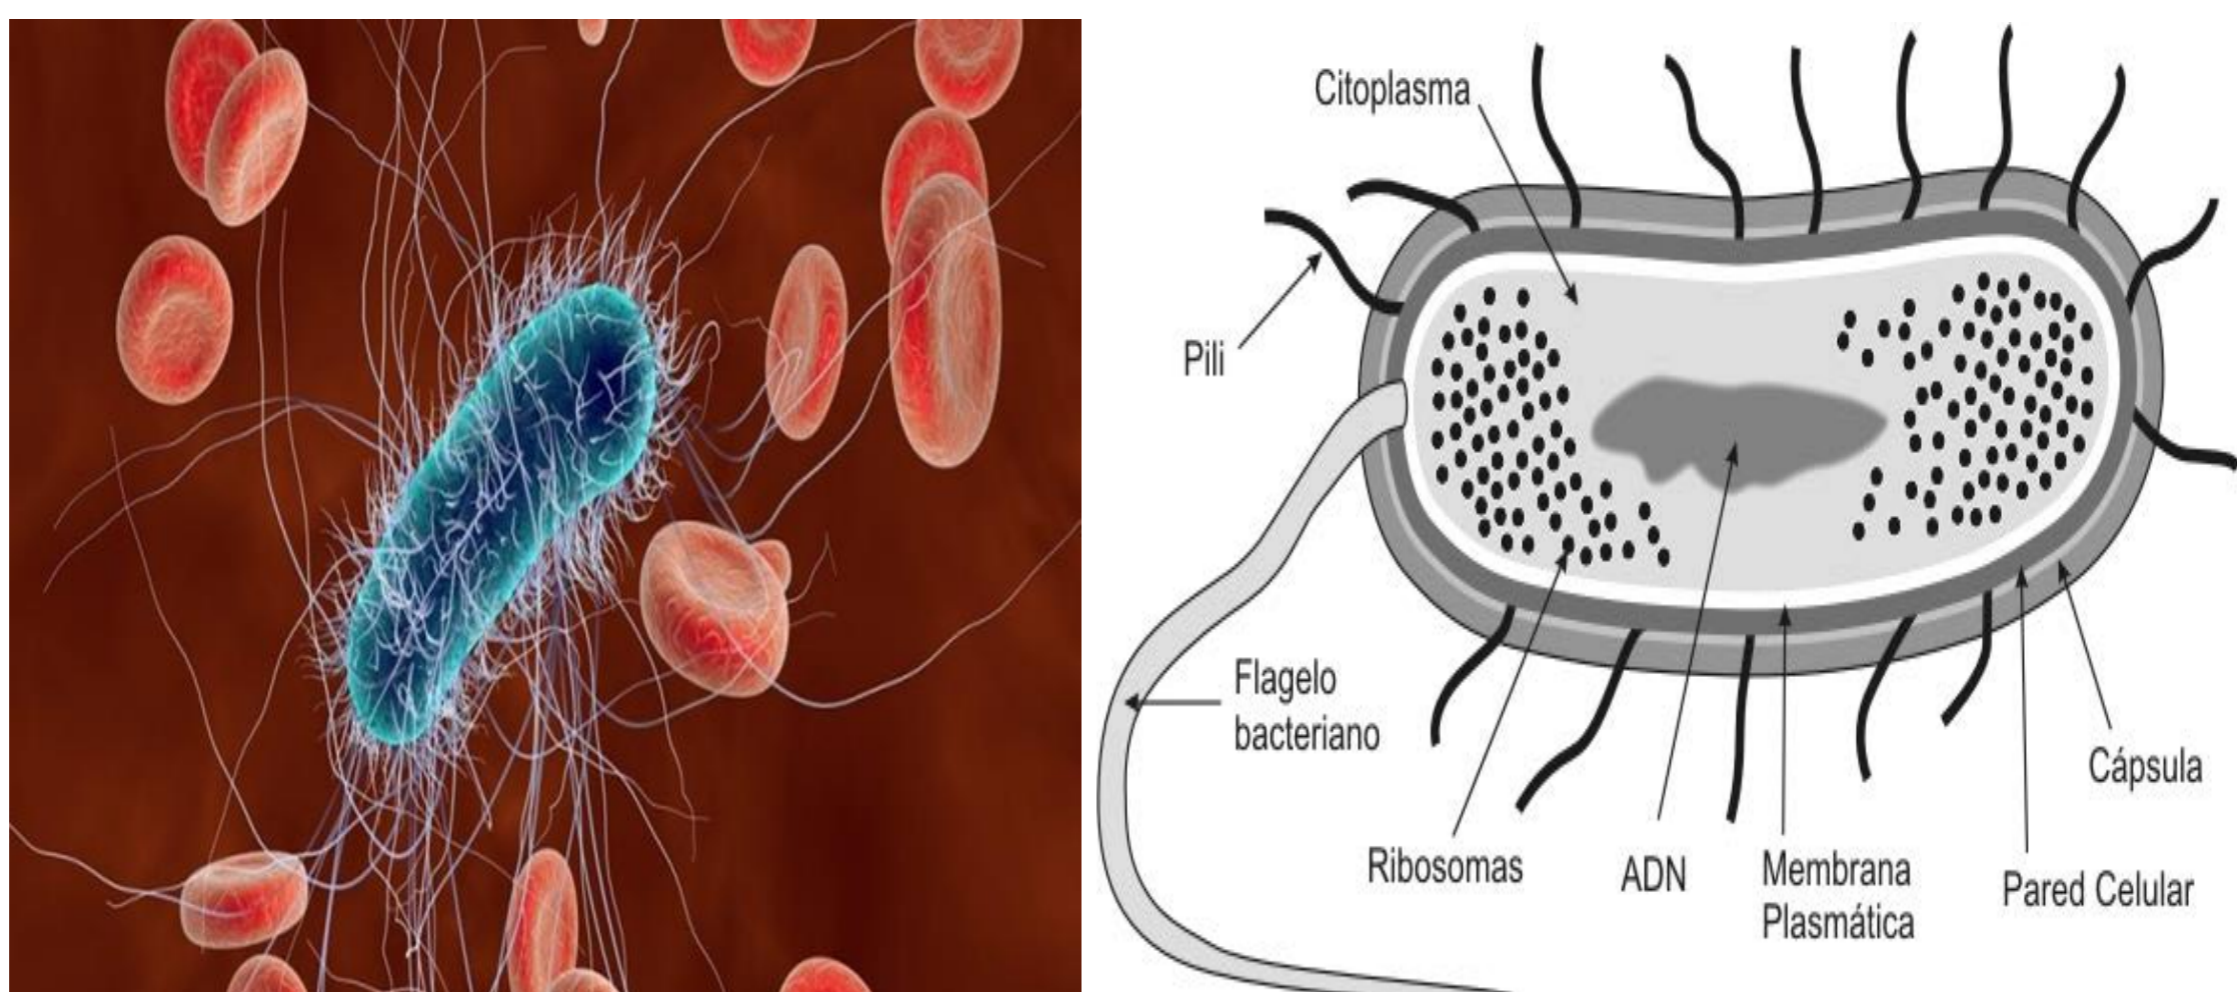 Citoplasma
Pili
Flagelo
bacteriano
Ribosomas
ADN
Membrana
Plasmática
Pared Celular
Cápsula